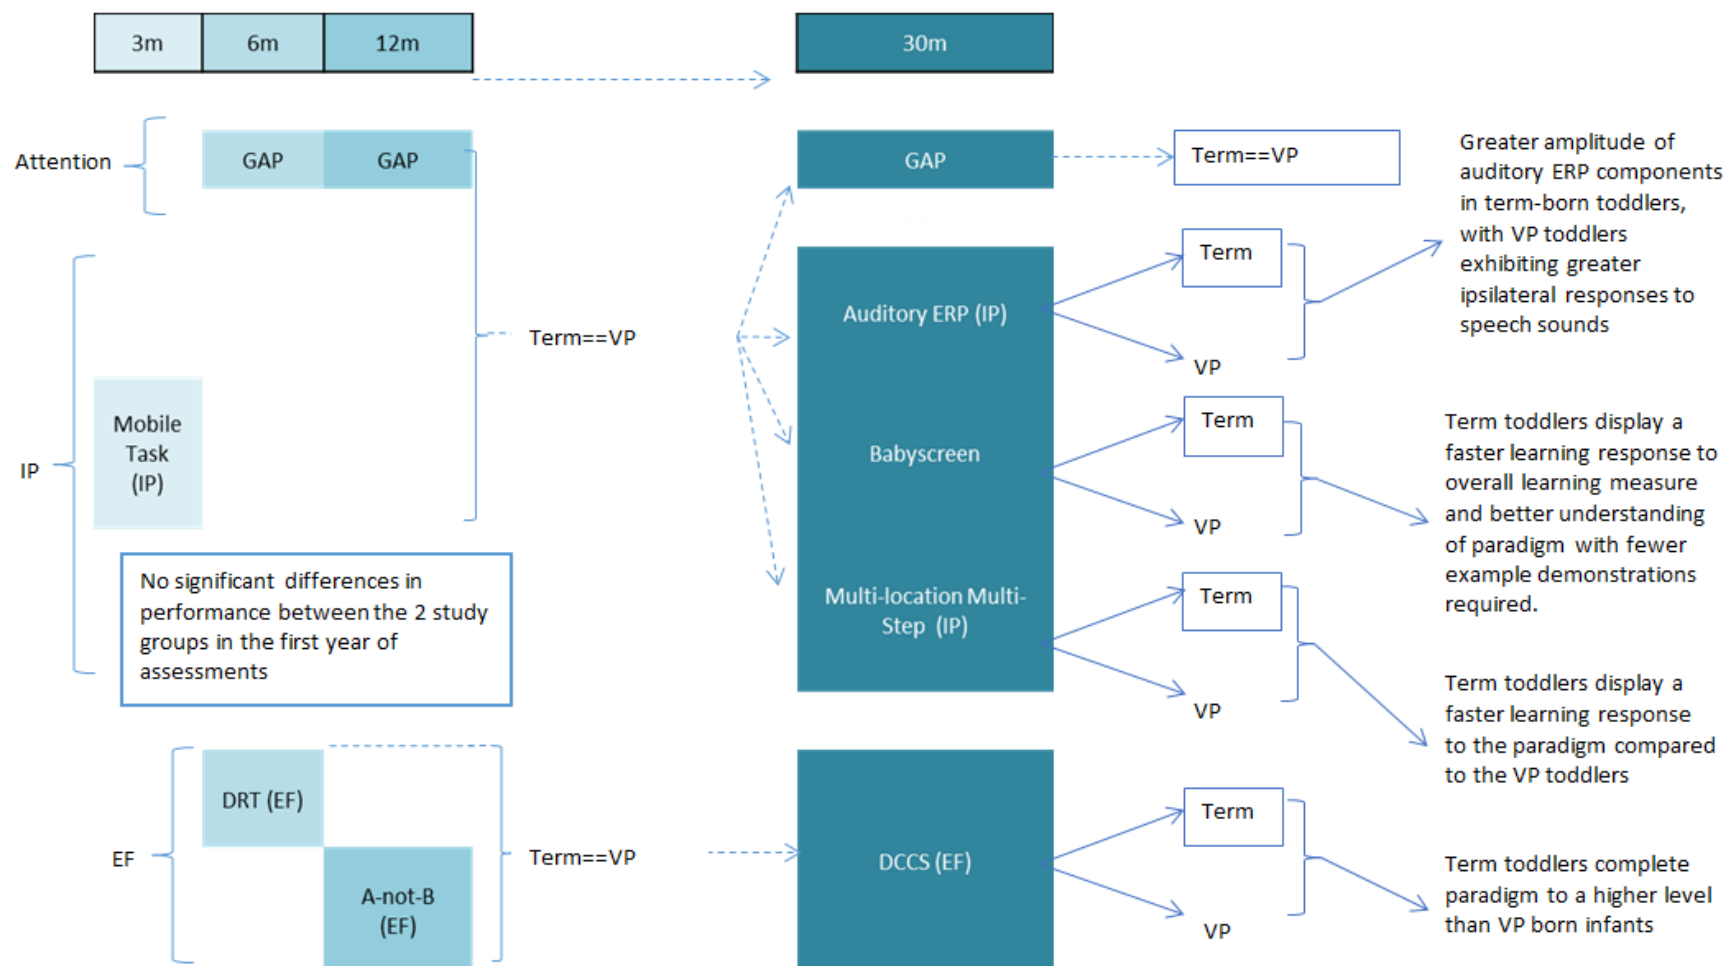 3m
6m
12m
30m
Attention
GAP
GAP
GAP
Term==VP
Greater amplitude of
auditory ERP components
in term-born toddlers,
with VP toddlers
exhibiting greater
ipsilateral responses to
speech sounds
IP
Mobile
Task
(IP)
Term==VP
Auditory ERP (IP)
Term
VP
Babyscreen
Term
VP
Term toddlers display a
faster learning response to
overall learning measure
and better understanding
of paradigm with fewer
example demonstrations
required.
No significant differences in
performance between the 2 study
groups in the first year of
assessments
Multi-location Multi-
Step (IP)
Term
VP
Term toddlers display a
faster learning response
to the paradigm compared
to the VP toddlers
EF
DRT (EF)
A-not-B
(EF)
Term==VP
DCCS (EF)
Term
VP
Term toddlers complete
paradigm to a higher level
than VP born infants